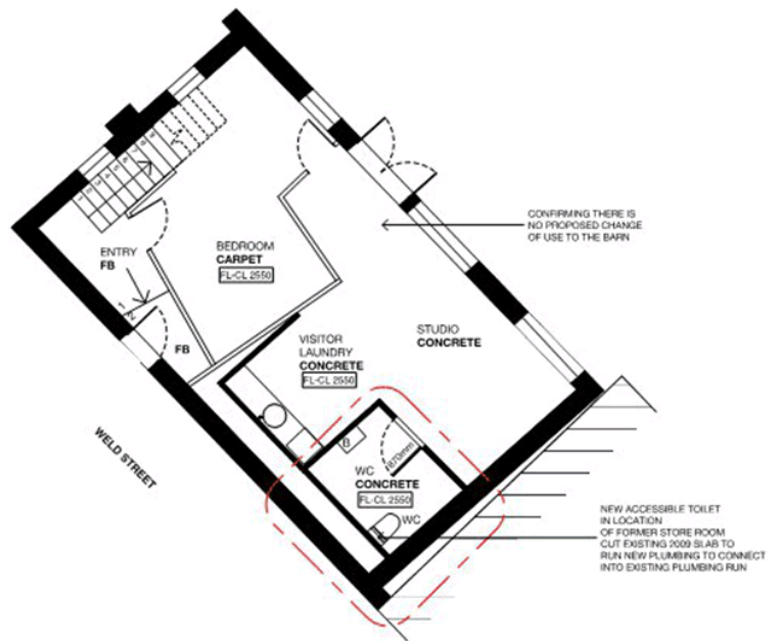 CONFIRMING THERE IS
NO PROPOSED CHANGE
OF USE TO THE BARN
ENTRY
FB
BEDROOM
CARPET
FL-CL 2550
1
2
FB
VISITOR
LAUNDRY
CONCRETE
FL-CL 2550
STUDIO
CONCRETE
WELD STREET
B
870mm
WC
CONCRETE
FL-CL 2550
WC
NEW ACCESSIBLE TOILET
IN LOCATION
OF FORMER STORE ROOM
CUT EXISTING 2009 SLAB TO
RUN NEW PLUMBING TO CONNECT
INTO EXISTING PLUMBING RUN